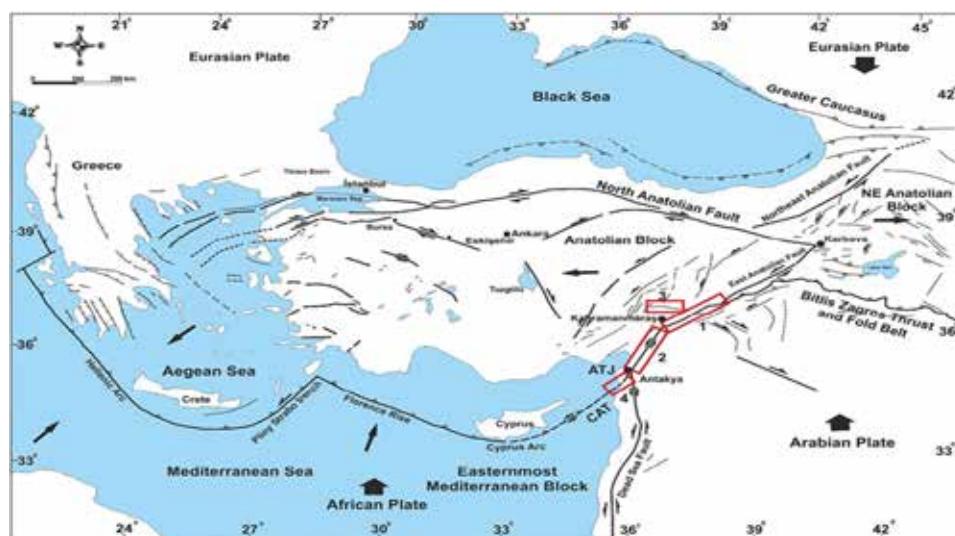 21° 24° 27° 30° 33° 36° 39° 42°
N
W E
S
Eurasian Plate
Eurasian Plate
Black Sea
Greater Caucasus
42°
42°
Greece
İstanbul
Marmara Sea
North Anatolian Fault
Northeast Anatolian Fault
NE Anatolian
Block
39°
39°
Bursa
Eskişehir
Ankara
Anatolian Block
Karlıova
East Anatolian Fault
Tuzgölü
3
Kahramanmaraş
1
Bitlis Zagros Thrust
and Fold Belt
36°
36°
2
Aegean Sea
ATJ
Antakya
Hellenic Arc
Crete
Pliny Strabo trench
Florence Rise
4
CAT
Cyprus
Cyprus Arc
Arabian Plate
33°
33°
Mediterranean Sea
Easternmost
Mediterranean Block
Dead Sea Fault
African Plate
24° 27° 30° 33° 36° 39° 42°